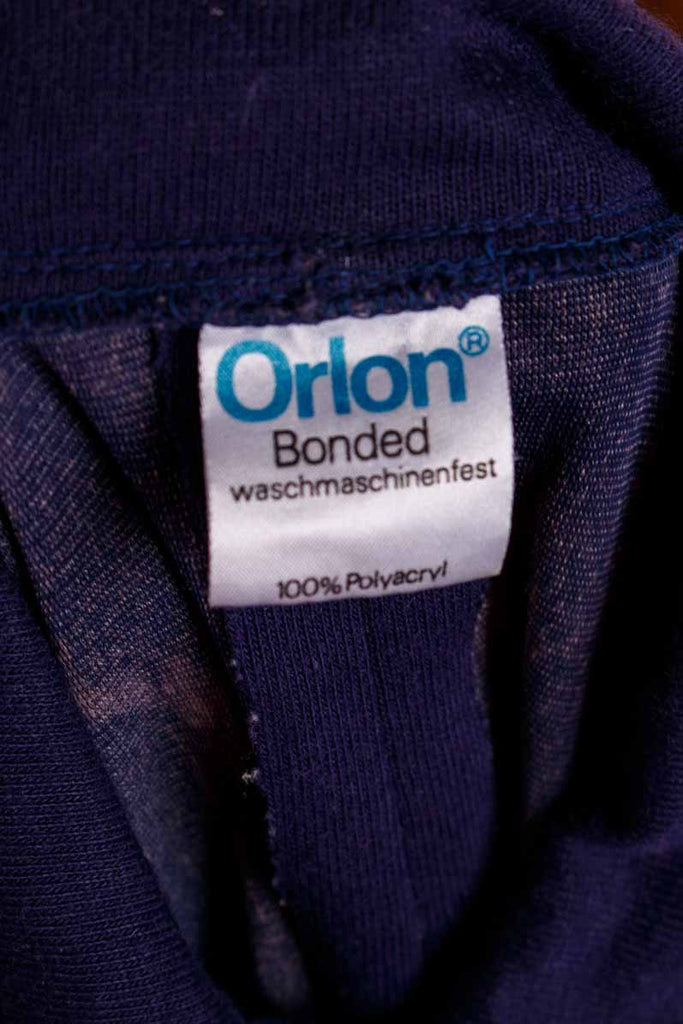 Orlon®
Bonded
waschmaschinenfest
100% Polyacryl